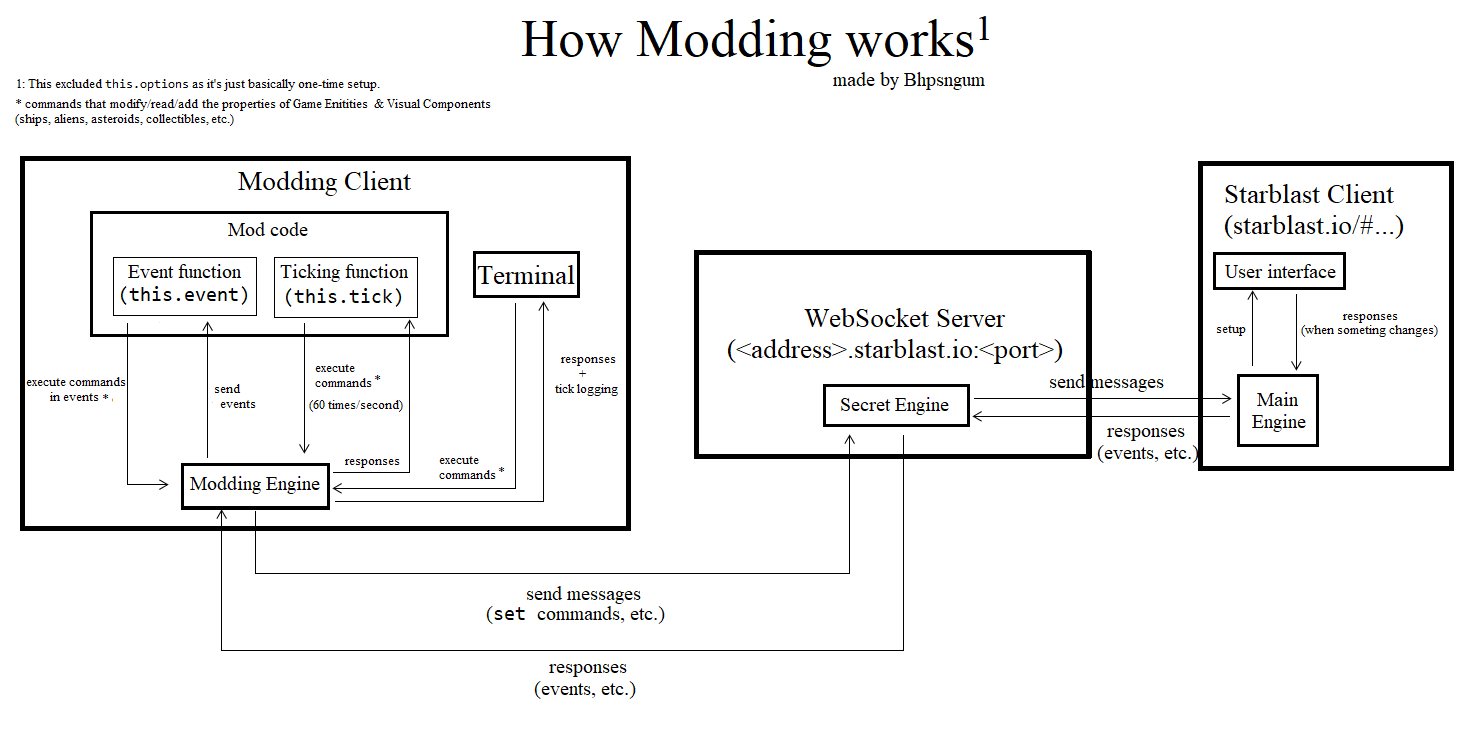 How Modding works¹
made by Bhpsngum
1: This excluded this.options as it's just basically one-time setup.
* commands that modify/read/add the properties of Game Enitities & Visual Components
(ships, aliens, asteroids, collectibles, etc.)
Modding Client
Mod code
Event function
(this.event)
Ticking function
(this.tick)
Terminal
execute commands
in events *
send
events
execute
commands *
(60 times/second)
responses
execute
commands *
responses
+
tick logging
Modding Engine
send messages
(set commands, etc.)
responses
(events, etc.)
WebSocket Server
(<address>.starblast.io:<port>)
Secret Engine
send messages
responses
(events, etc.)
Starblast Client
(starblast.io/#...)
User interface
setup
responses
(when someting changes)
Main
Engine